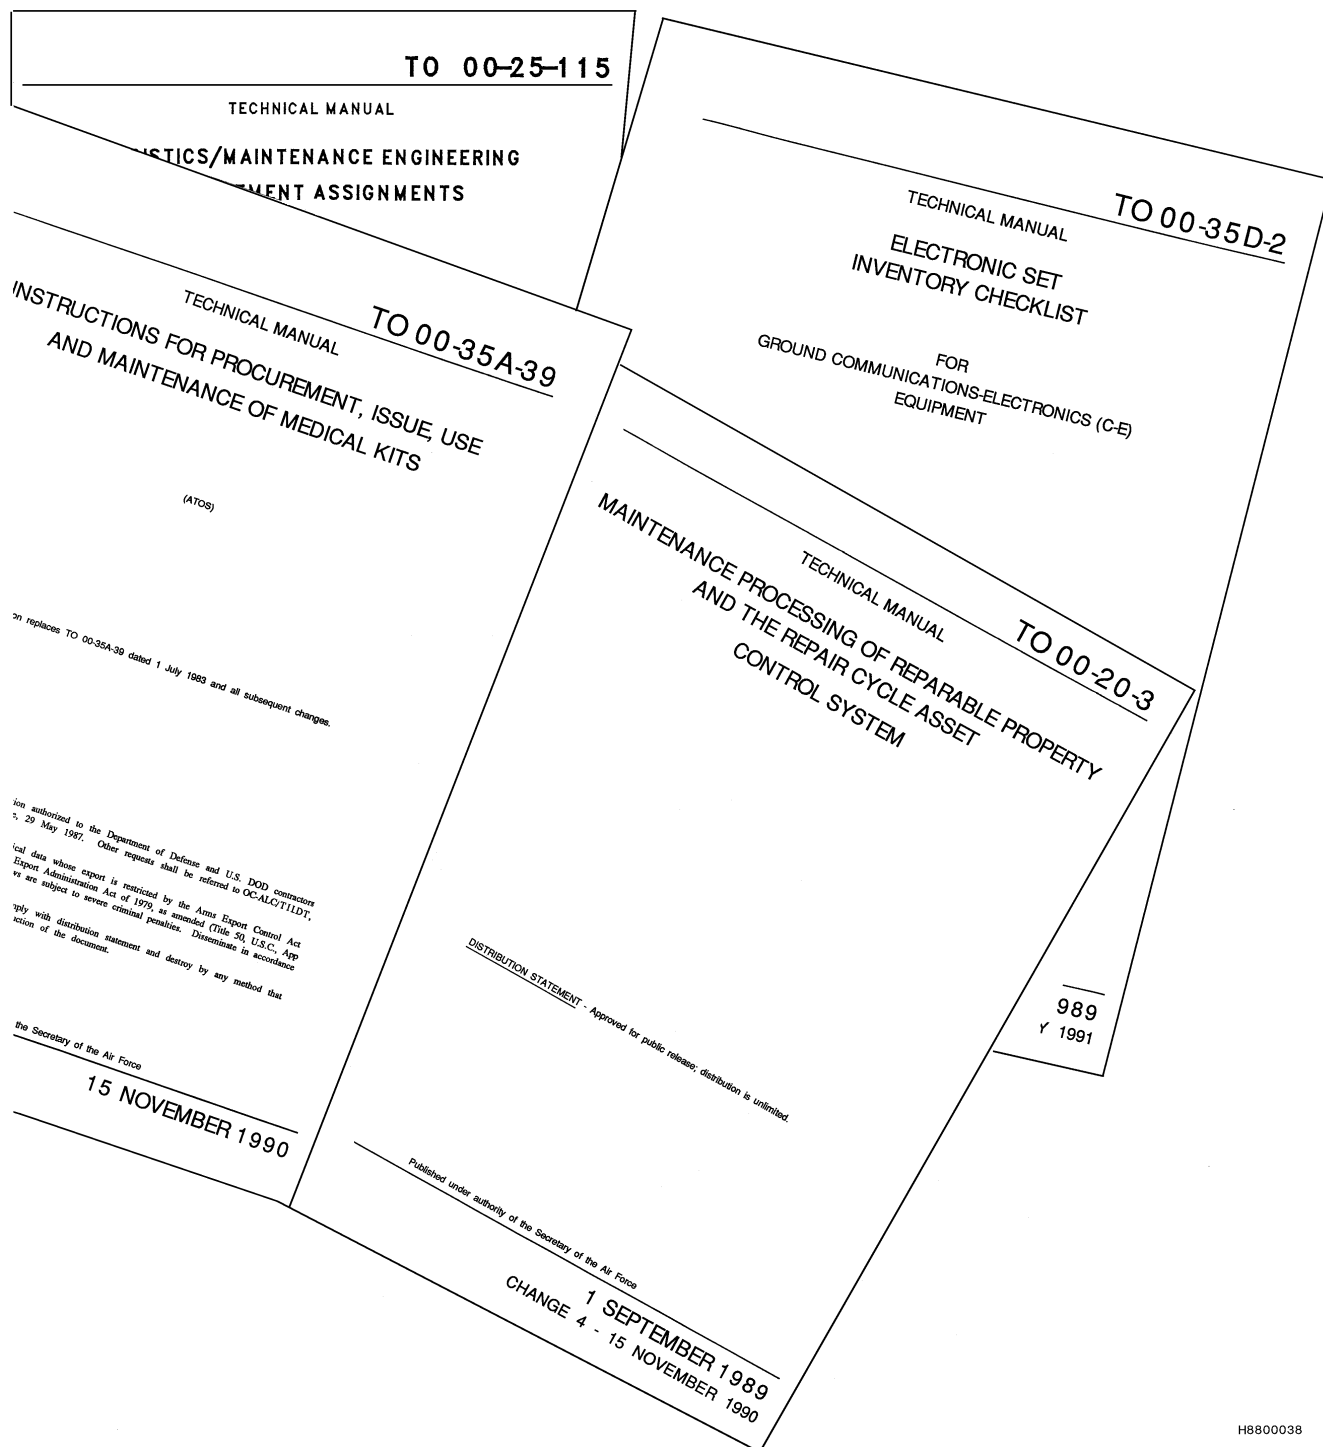 TO 00-25-115
TECHNICAL MANUAL
STICS/MAINTENANCE ENGINEERING
MENT ASSIGNMENTS
TO 00-35D-2
TECHNICAL MANUAL
ELECTRONIC SET
INVENTORY CHECKLIST
FOR
GROUND COMMUNICATIONS-ELECTRONICS (C-E)
EQUIPMENT
989
Y 1991
TO 00-35A-39
TECHNICAL MANUAL
INSTRUCTIONS FOR PROCUREMENT, ISSUE, USE
AND MAINTENANCE OF MEDICAL KITS
(ATOS)
on replaces TO 00-35A-39 dated 1 July 1983 and all subsequent changes.
ion authorized to the Department of Defense and U.S. DOD contractors
e, 29 May 1987. Other requests shall be referred to OC-ALC/TILDT,
ical data whose export is restricted by the Arms Export Control Act
Export Administration Act of 1979, as amended (Title 50, U.S.C., App
ws are subject to severe criminal penalties. Disseminate in accordance
mply with distribution statement and destroy by any method that
uction of the document.
the Secretary of the Air Force
15 NOVEMBER 1990
TO 00-20-3
TECHNICAL MANUAL
MAINTENANCE PROCESSING OF REPARABLE PROPERTY
AND THE REPAIR CYCLE ASSET
CONTROL SYSTEM
DISTRIBUTION STATEMENT - Approved for public release; distribution is unlimited.
Published under authority of the Secretary of the Air Force
1 SEPTEMBER 1989
CHANGE 4 - 15 NOVEMBER 1990
H8800038